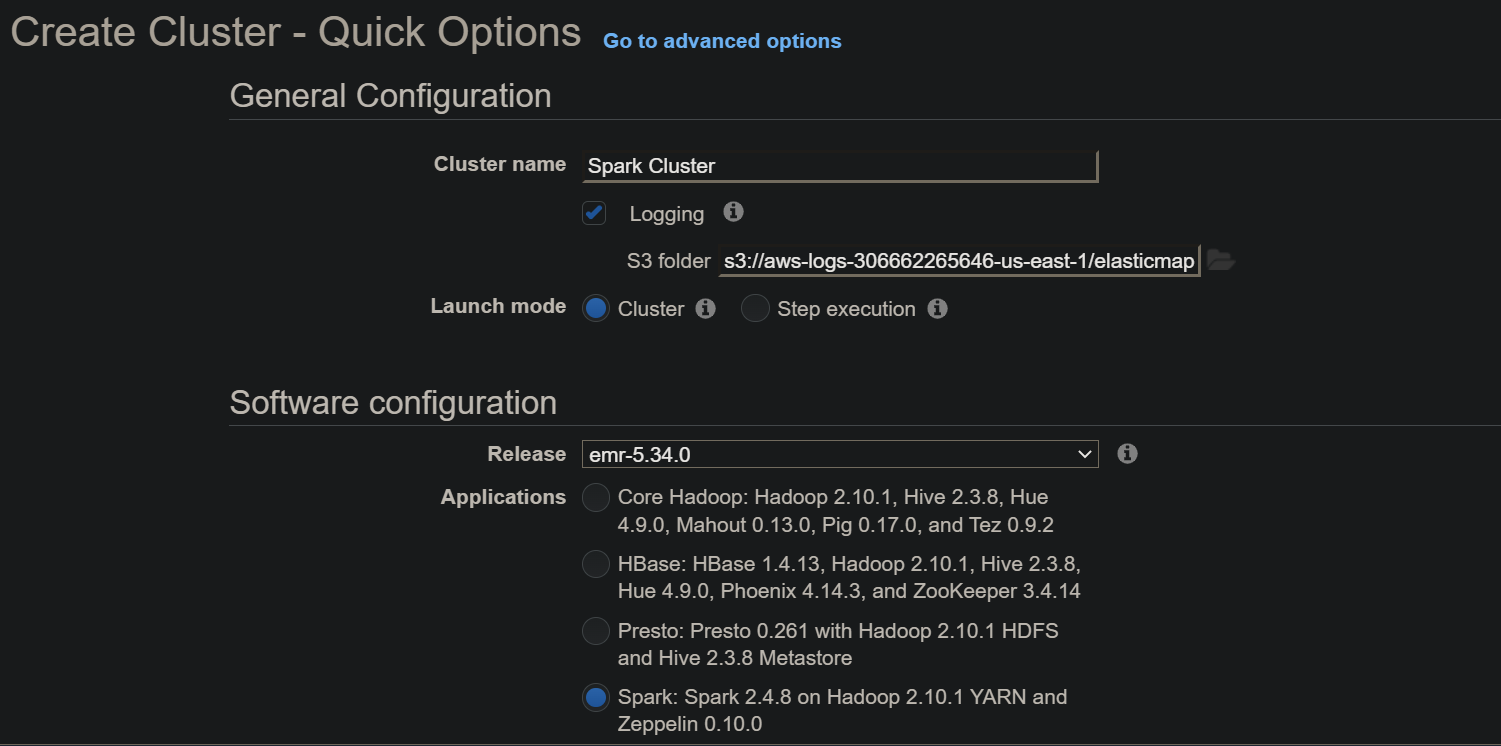 Create Cluster - Quick Options Go to advanced options
General Configuration
Cluster name Spark Cluster
Logging
S3 folder s3://aws-logs-306662265646-us-east-1/elasticmap
Launch mode Cluster Step execution
Software configuration
Release emr-5.34.0
Applications Core Hadoop: Hadoop 2.10.1, Hive 2.3.8, Hue
4.9.0, Mahout 0.13.0, Pig 0.17.0, and Tez 0.9.2
HBase: HBase 1.4.13, Hadoop 2.10.1, Hive 2.3.8,
Hue 4.9.0, Phoenix 4.14.3, and ZooKeeper 3.4.14
Presto: Presto 0.261 with Hadoop 2.10.1 HDFS
and Hive 2.3.8 Metastore
Spark: Spark 2.4.8 on Hadoop 2.10.1 YARN and
Zeppelin 0.10.0